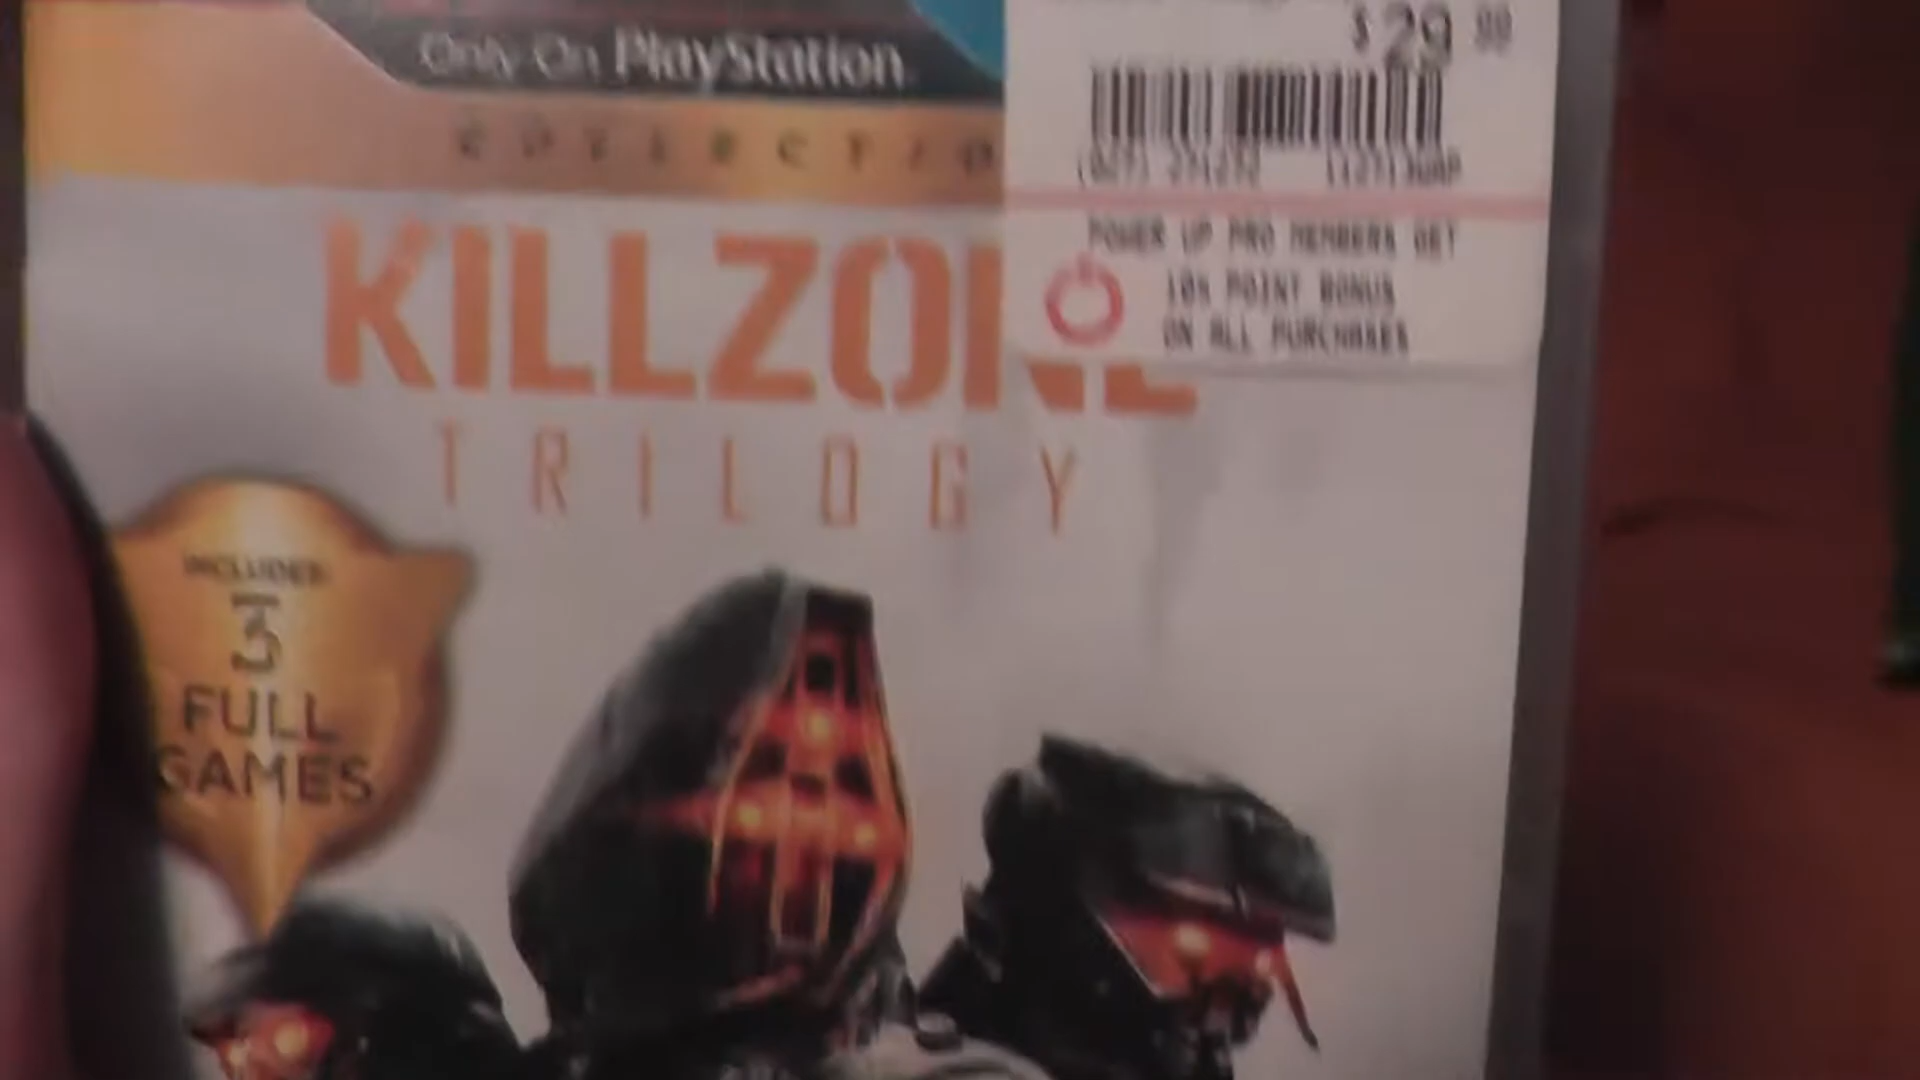 Only On PlayStation
COLLECTIO
$29
POWER UP PRO MEMBERS GET
10% POINT BONUS
ON ALL PURCHASES
KILLZONE
TRILOGY
INCLUDES
3
FULL
GAMES